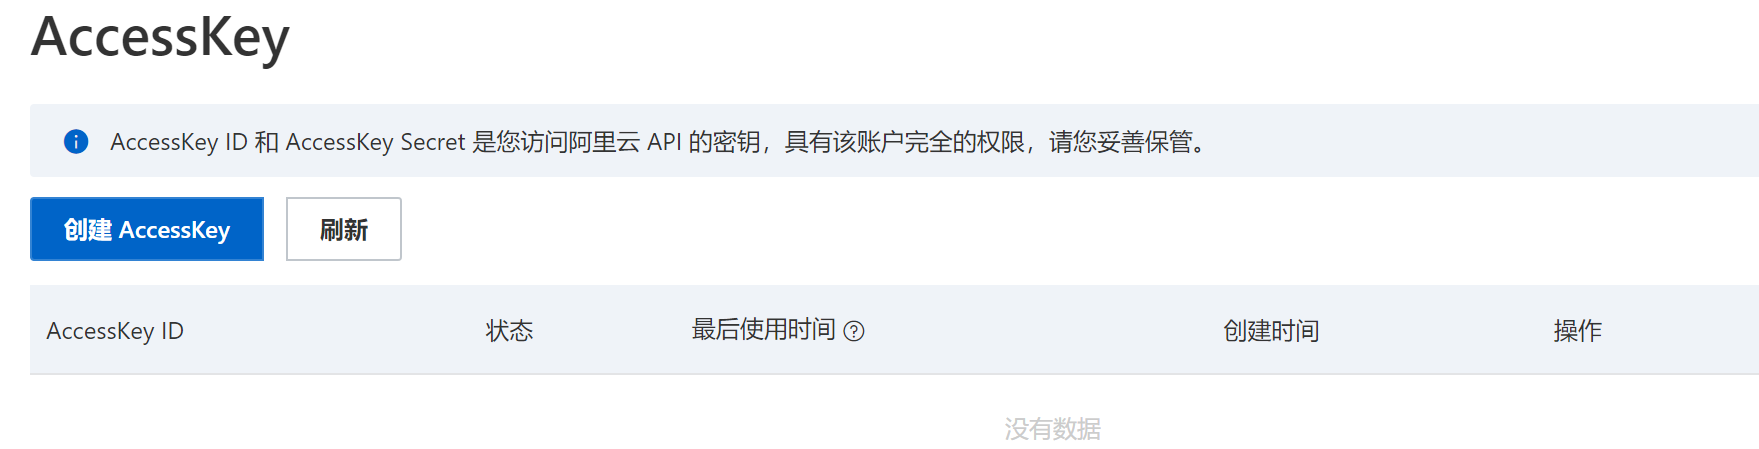 AccessKey
AccessKey ID 和 AccessKey Secret 是您访问阿里云 API 的密钥，具有该账户完全的权限，请您妥善保管。
创建 AccessKey 刷新
AccessKey ID 状态 最后使用时间 创建时间 操作
没有数据